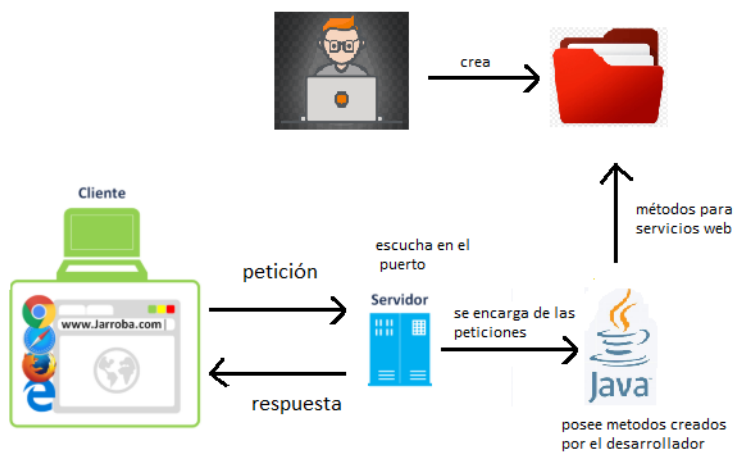 crea
métodos para
servicios web
Cliente
escucha en el
puerto
petición
Servidor
www.Jarroba.com
se encarga de las
peticiones
Java
respuesta
posee metodos creados
por el desarrollador